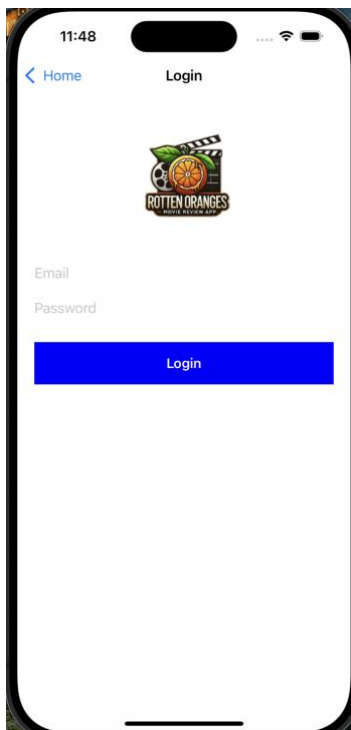 11:48
Home
Login
ROTTEN ORANGES
MOVIE REVIEW APP
Email
Password
Login